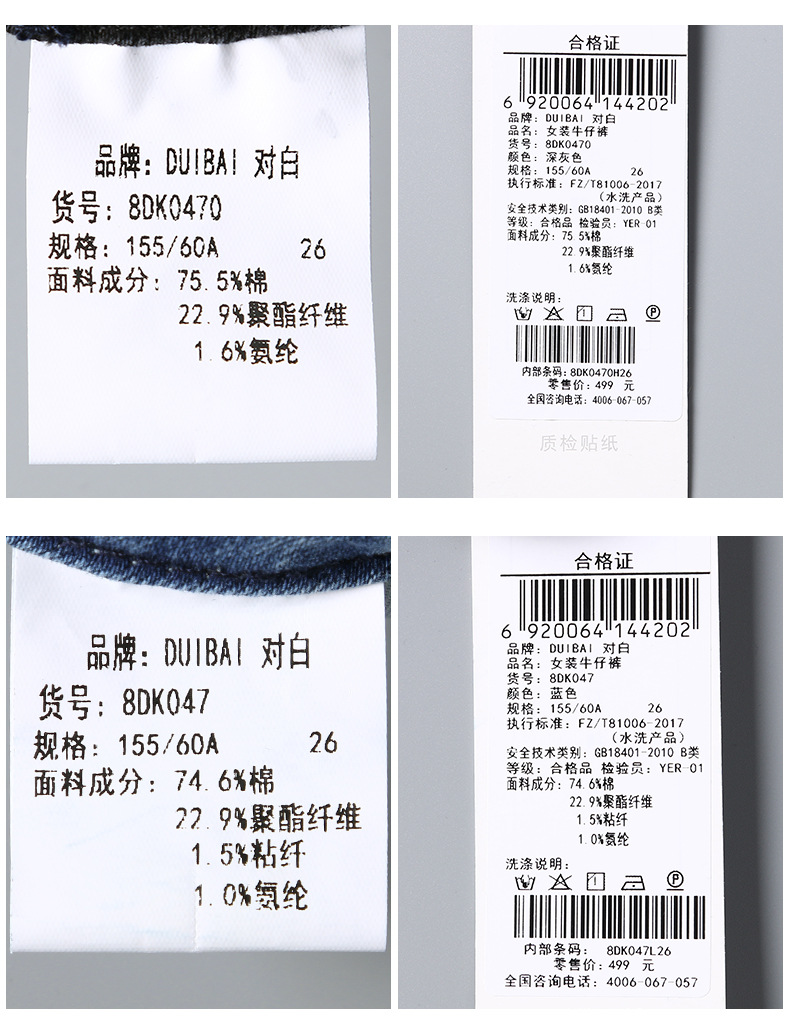 品牌: DUIBAI 对白
货号: 8DK0470
规格: 155/60A 26
面料成分: 75.5%棉
22.9%聚酯纤维
1.6%氨纶
合格证
6 920064 144202
品牌: DUIBAI 对白
品名: 女装牛仔裤
货号: 8DK0470
颜色: 深灰色
规格: 155/60A 26
执行标准: FZ/T81006-2017
(水洗产品)
安全技术类别: GB18401-2010 B类
等级: 合格品 检验员: YER-01
面料成分: 75.5%棉
22.9%聚酯纤维
1.6%氨纶
洗涤说明:
P
内部条码: 8DK0470H26
零售价: 499 元
全国咨询电话: 4006-067-057
质检贴纸
品牌: DUIBAI 对白
货号: 8DK047
规格: 155/60A 26
面料成分: 74.6%棉
22.9%聚酯纤维
1.5%粘纤
1.0%氨纶
合格证
6 920064 144202
品牌: DUIBAI 对白
品名: 女装牛仔裤
货号: 8DK047
颜色: 蓝色
规格: 155/60A 26
执行标准: FZ/T81006-2017
(水洗产品)
安全技术类别: GB18401-2010 B类
等级: 合格品 检验员: YER-01
面料成分: 74.6%棉
22.9%聚酯纤维
1.5%粘纤
1.0%氨纶
洗涤说明:
P
内部条码: 8DK047L26
零售价: 499 元
全国咨询电话: 4006-067-057